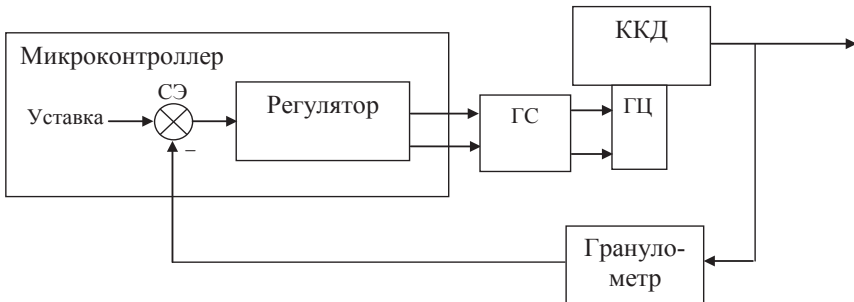 ККД
Микроконтроллер
СЭ
Уставка
Регулятор
ГС
ГЦ
–
Грануло-
метр